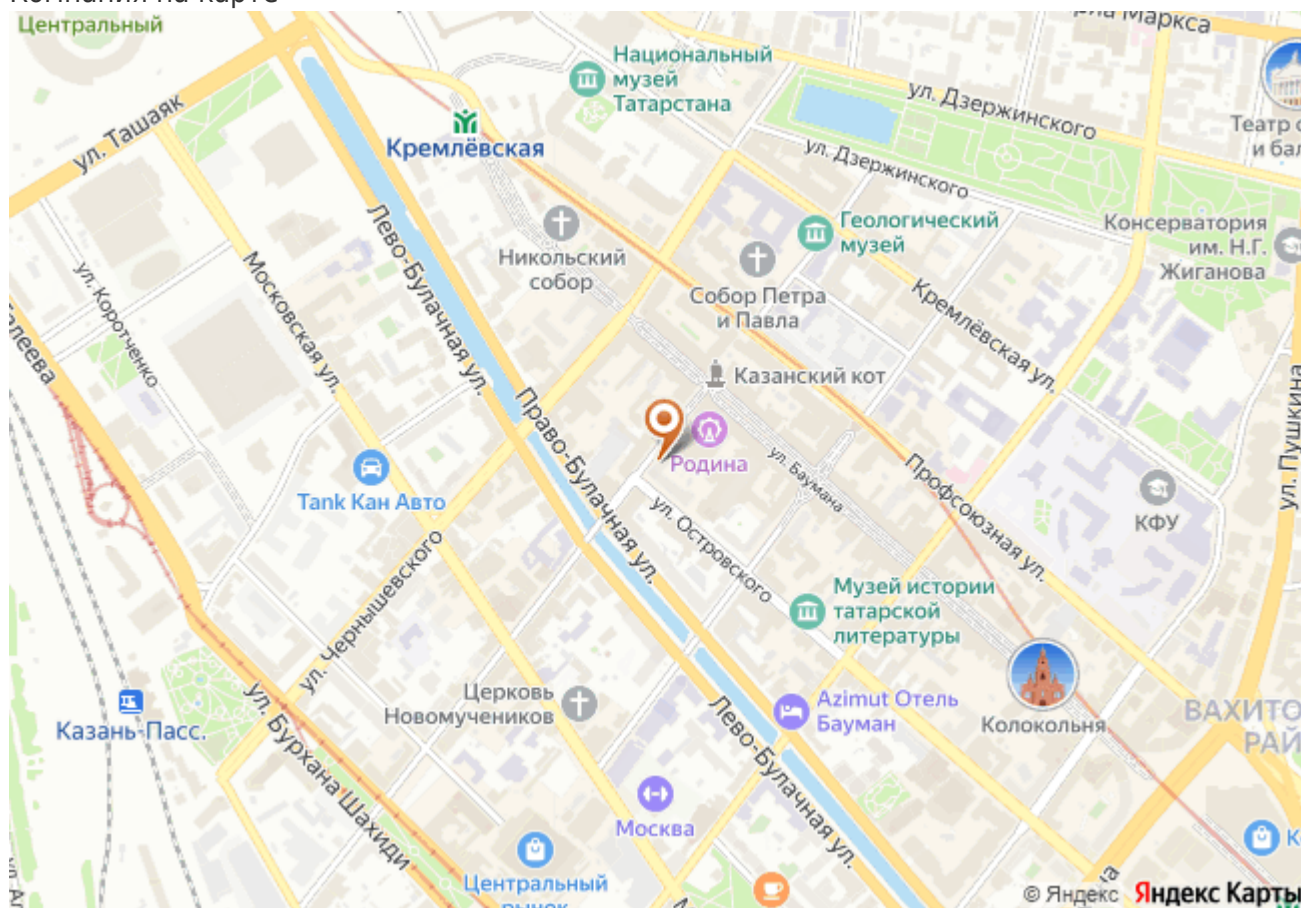 Компания на карте
Центральный
Карла Маркса
Национальный
музей
Татарстана
ул. Дзержинского
Театр о
и бал
ул. Ташаяк
Кремлёвская
ул. Дзержинского
Геологический
музей
Консерватория
им. Н.Г.
Жиганова
Лево-Булачная ул.
Никольский
собор
Собор Петра
и Павла
Московская ул.
ул. Коротченко
Кремлёвская ул.
галеева
Казанский кот
ул. Пушкина
Право-Булачная ул.
Родина
ул. Баумана
Tank Кан Авто
Профсоюзная ул.
КФУ
ул. Островского
ул. Чернышевского
Музей истории
татарской
литературы
Церковь
Новомучеников
Azimut Отель
Бауман
Колокольня
ВАХИТО
РАЙ
Казань-Пасс.
ул. Бурхана Шахиди
Лево-Булачная ул.
Москва
Центральный
рынок
© Яндекс Яндекс Карты